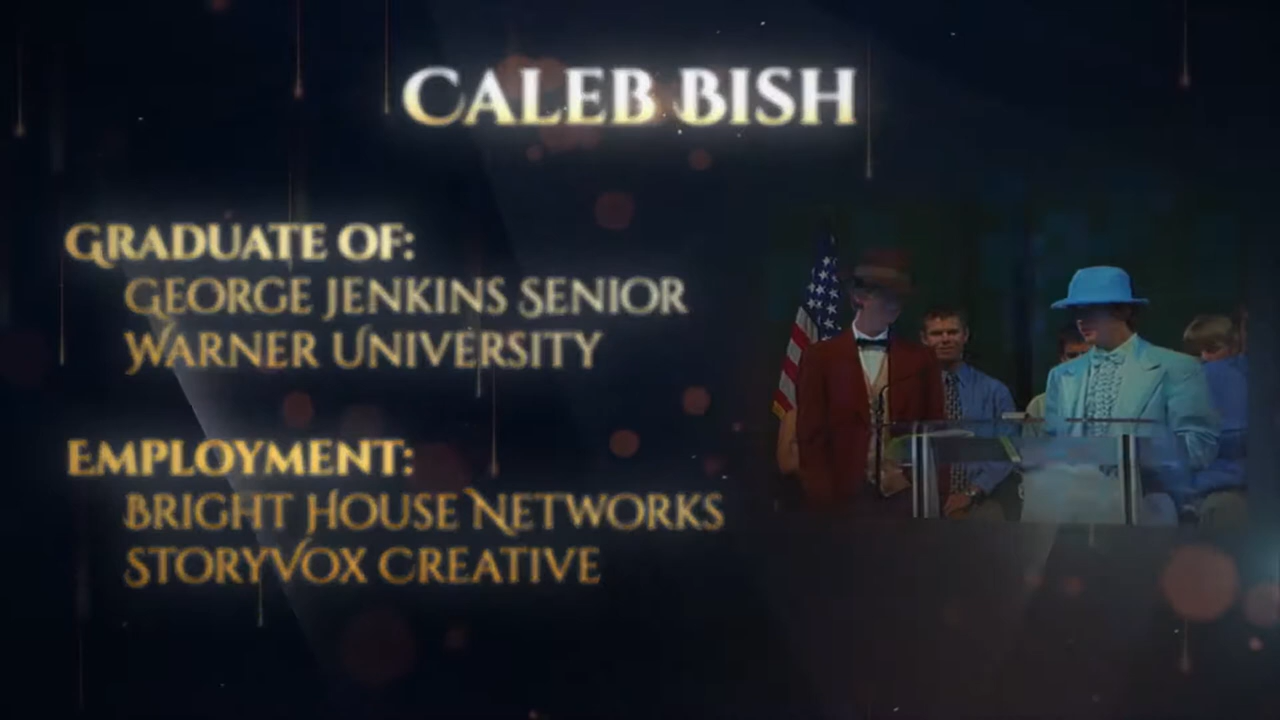 Caleb Bish
Graduate of:
George Jenkins Senior
Warner University
Employment:
Bright House Networks
StoryVox Creative